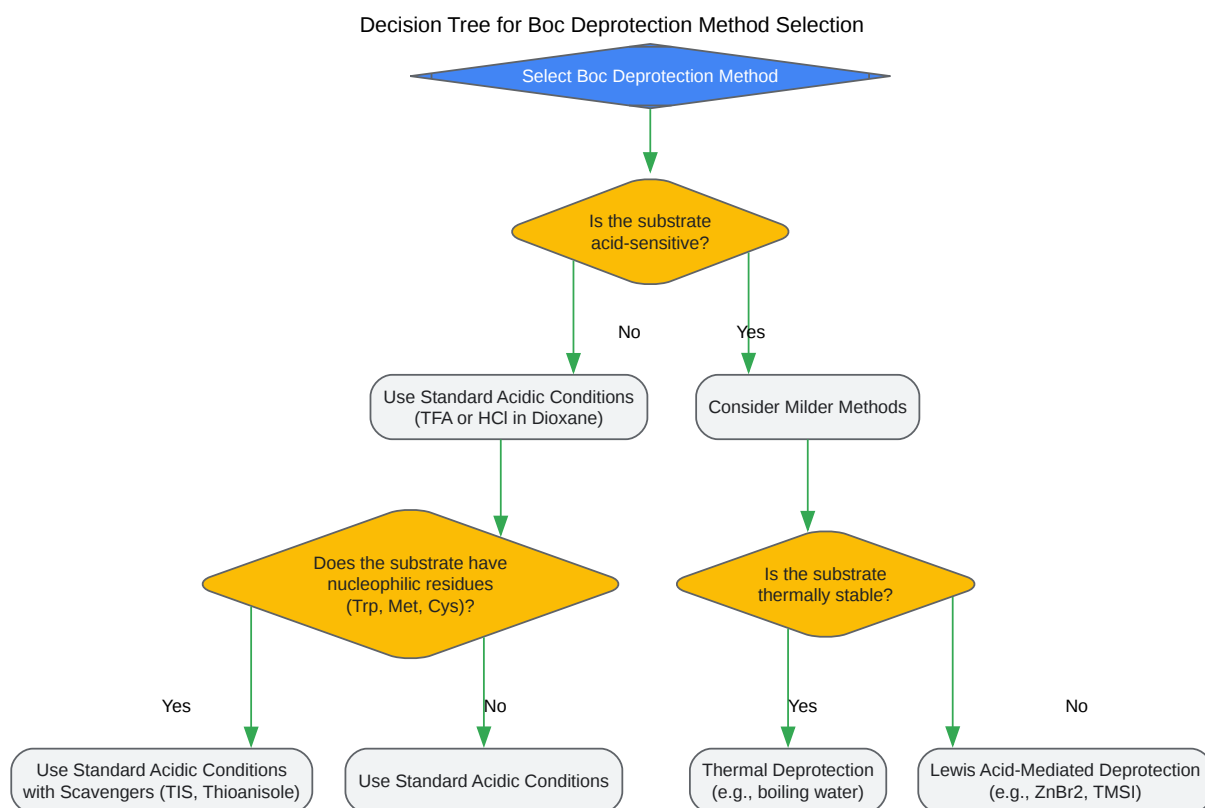 Decision Tree for Boc Deprotection Method Selection
Select Boc Deprotection Method
Is the substrate
acid-sensitive?
No
Yes
Use Standard Acidic Conditions
(TFA or HCl in Dioxane)
Consider Milder Methods
Does the substrate have
nucleophilic residues
(Trp, Met, Cys)?
Is the substrate
thermally stable?
Yes
No
Yes
No
Use Standard Acidic Conditions
with Scavengers (TIS, Thioanisole)
Use Standard Acidic Conditions
Thermal Deprotection
(e.g., boiling water)
Lewis Acid-Mediated Deprotection
(e.g., ZnBr2, TMSI)